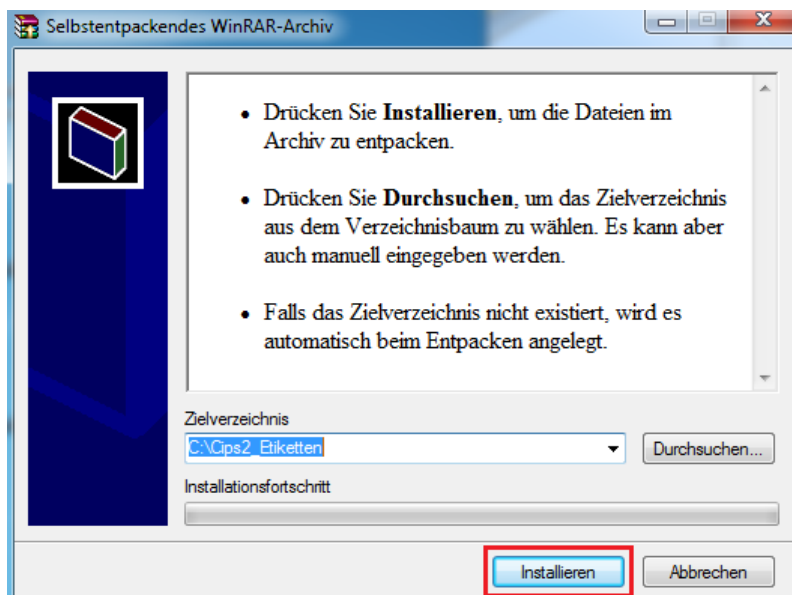 Selbstentpackendes WinRAR-Archiv
• Drücken Sie Installieren, um die Dateien im
Archiv zu entpacken.
• Drücken Sie Durchsuchen, um das Zielverzeichnis
aus dem Verzeichnisbaum zu wählen. Es kann aber
auch manuell eingegeben werden.
• Falls das Zielverzeichnis nicht existiert, wird es
automatisch beim Entpacken angelegt.
Zielverzeichnis
C:\Cips2_Etiketten
Durchsuchen...
Installationsfortschritt
Installieren
Abbrechen